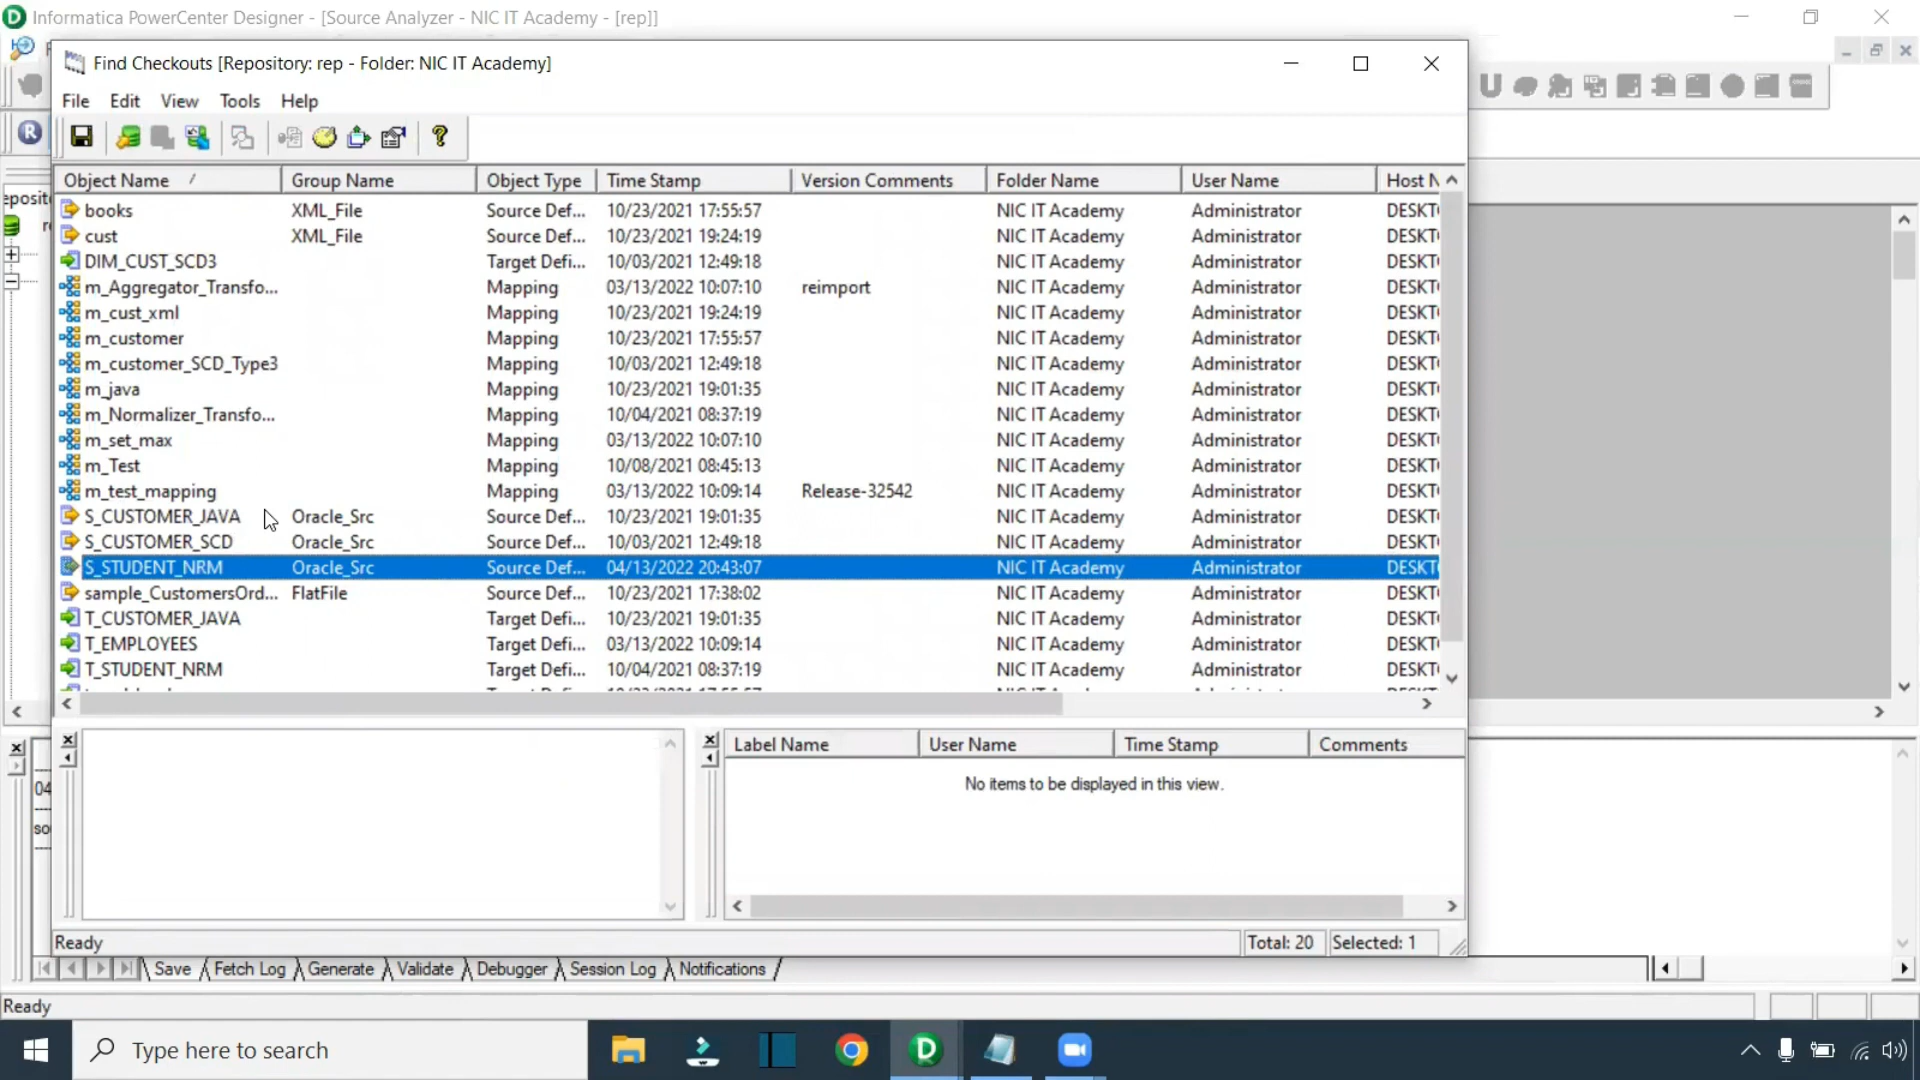 Informatica PowerCenter Designer - [Source Analyzer - NIC IT Academy - [rep]]
Find Checkouts [Repository: rep - Folder: NIC IT Academy]
File Edit View Tools Help
Object Name Group Name Object Type Time Stamp Version Comments Folder Name User Name Host N
books XML_File Source Def... 10/23/2021 17:55:57 NIC IT Academy Administrator DESKT
cust XML_File Source Def... 10/23/2021 19:24:19 NIC IT Academy Administrator DESKT
DIM_CUST_SCD3 Target Defi... 10/03/2021 12:49:18 NIC IT Academy Administrator DESKT
m_Aggregator_Transfo... Mapping 03/13/2022 10:07:10 reimport NIC IT Academy Administrator DESKT
m_cust_xml Mapping 10/23/2021 19:24:19 NIC IT Academy Administrator DESKT
m_customer Mapping 10/23/2021 17:55:57 NIC IT Academy Administrator DESKT
m_customer_SCD_Type3 Mapping 10/03/2021 12:49:18 NIC IT Academy Administrator DESKT
m_java Mapping 10/23/2021 19:01:35 NIC IT Academy Administrator DESKT
m_Normalizer_Transfo... Mapping 10/04/2021 08:37:19 NIC IT Academy Administrator DESKT
m_set_max Mapping 03/13/2022 10:07:10 NIC IT Academy Administrator DESKT
m_Test Mapping 10/08/2021 08:45:13 NIC IT Academy Administrator DESKT
m_test_mapping Mapping 03/13/2022 10:09:14 Release-32542 NIC IT Academy Administrator DESKT
S_CUSTOMER_JAVA Oracle_Src Source Def... 10/23/2021 19:01:35 NIC IT Academy Administrator DESKT
S_CUSTOMER_SCD Oracle_Src Source Def... 10/03/2021 12:49:18 NIC IT Academy Administrator DESKT
S_STUDENT_NRM Oracle_Src Source Def... 04/13/2022 20:43:07 NIC IT Academy Administrator DESKT
sample_CustomersOrd... FlatFile Source Def... 10/23/2021 17:38:02 NIC IT Academy Administrator DESKT
T_CUSTOMER_JAVA Target Defi... 10/23/2021 19:01:35 NIC IT Academy Administrator DESKT
T_EMPLOYEES Target Defi... 03/13/2022 10:09:14 NIC IT Academy Administrator DESKT
T_STUDENT_NRM Target Defi... 10/04/2021 08:37:19 NIC IT Academy Administrator DESKT
Label Name User Name Time Stamp Comments
No items to be displayed in this view.
04
so
Ready Total: 20 Selected: 1
Save Fetch Log Generate Validate Debugger Session Log Notifications
Ready
Type here to search